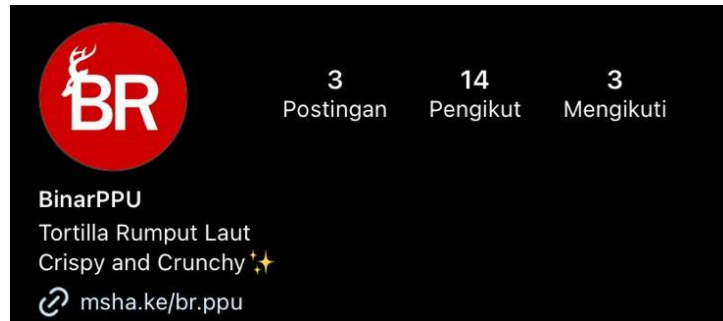 BR
3 14 3
Postingan Pengikut Mengikuti
BinarPPU
Tortilla Rumput Laut
Crispy and Crunchy✨
msha.ke/br.ppu